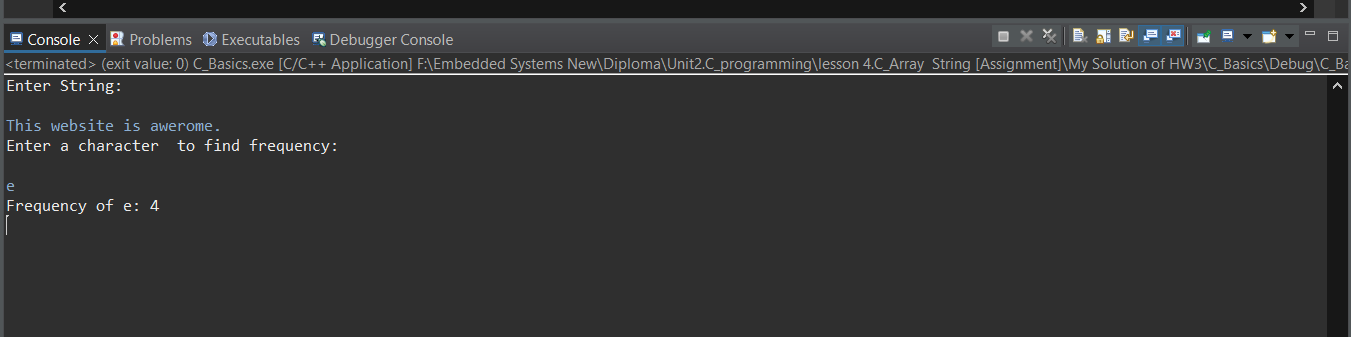 Console Problems Executables Debugger Console
<terminated> (exit value: 0) C_Basics.exe [C/C++ Application] F:\Embedded Systems New\Diploma\Unit2.C_programming\lesson 4.C_Array  String [Assignment]\My Solution of HW3\C_Basics\Debug\C_Ba
Enter String:
This website is awerome.
Enter a character  to find frequency:
e
Frequency of e: 4